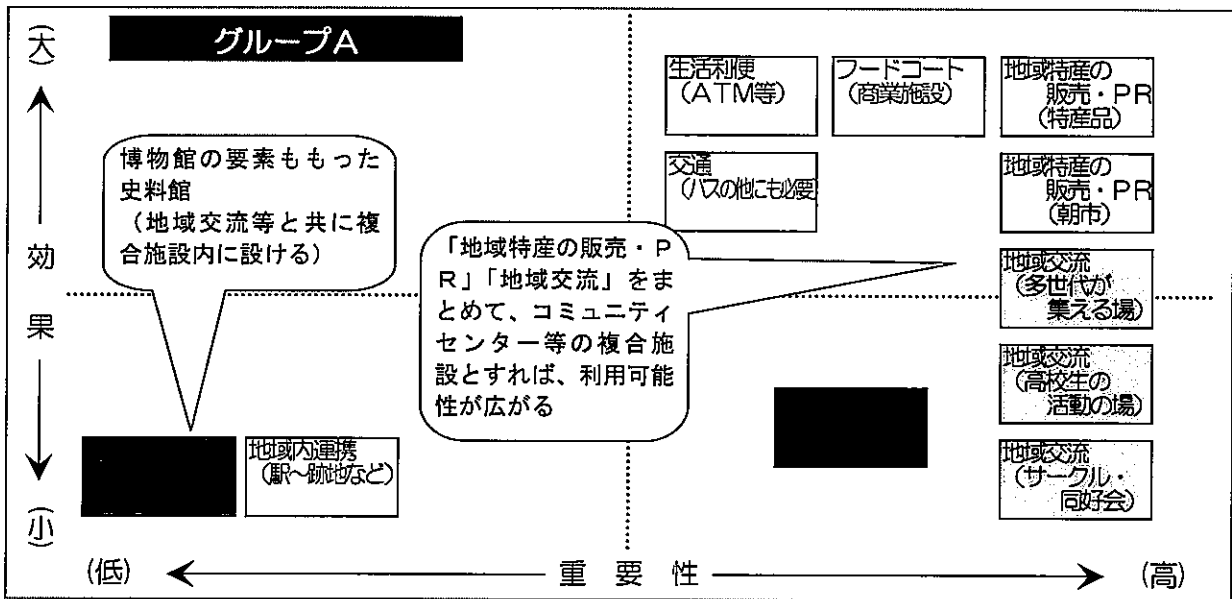 グループA
(大)
効果
(小)
生活利便
(ATM等)
フードコート
(商業施設)
地域特産の
販売・PR
(特産品)
交通
(バスの他にも必要)
地域特産の
販売・PR
(朝市)
博物館の要素ももった
史料館
(地域交流等と共に複
合施設内に設ける)
「地域特産の販売・P
R」「地域交流」をま
とめて、コミュニティ
センター等の複合施
設とすれば、利用可能
性が広がる
地域交流
(多世代が
集える場)
地域交流
(高校生の
活動の場)
地域交流
(サークル・
同好会)
地域内連携
(駅～跡地など)
(低)
重要性
(高)